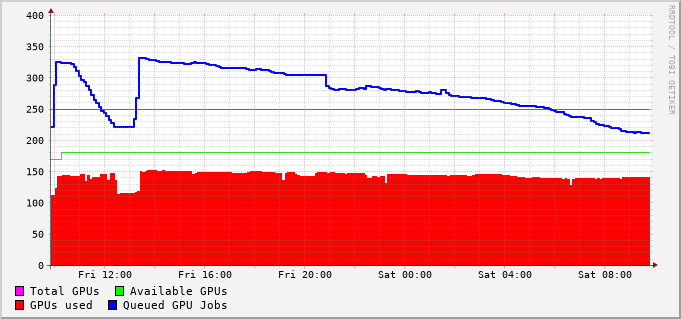 400
350
300
250
200
150
100
50
0
Fri 12:00 Fri 16:00 Fri 20:00 Sat 00:00 Sat 04:00 Sat 08:00
Total GPUs Available GPUs
GPUs used Queued GPU Jobs
RRDTOOL / TOBI OETIKER